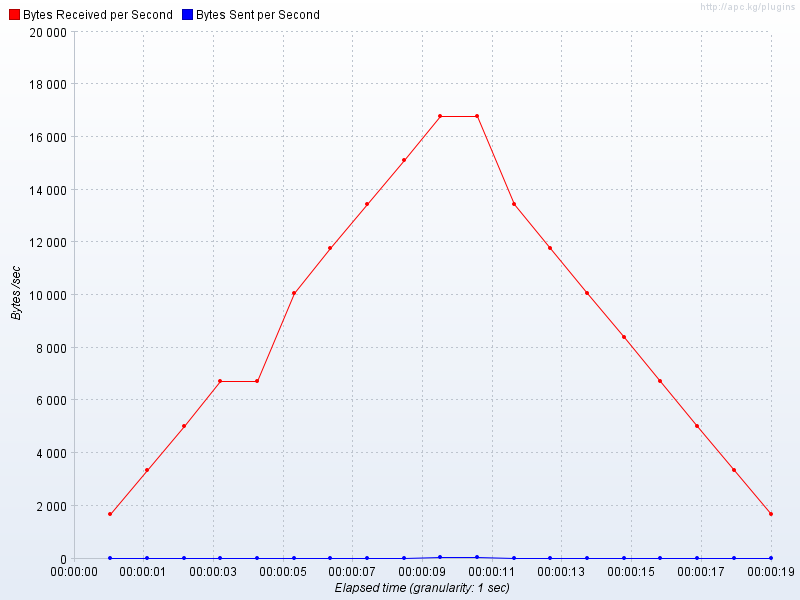 http://apc.kg/plugins
Bytes Received per Second Bytes Sent per Second
20 000
18 000
16 000
14 000
12 000
10 000
8 000
6 000
4 000
2 000
0
Bytes /sec
00:00:00 00:00:01 00:00:03 00:00:05 00:00:07 00:00:09 00:00:11 00:00:13 00:00:15 00:00:17 00:00:19
Elapsed time (granularity: 1 sec)